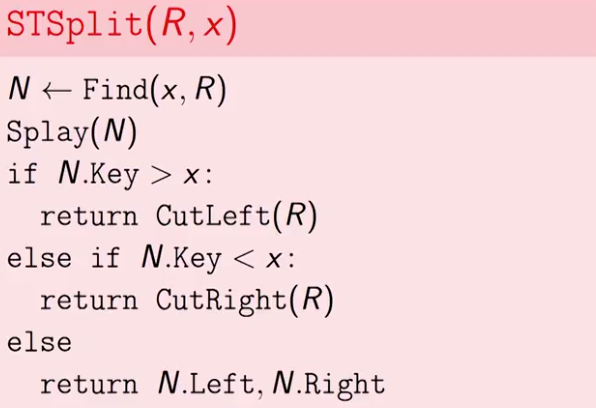 STSplit(R, x)
N ← Find(x, R)
Splay(N)
if N.Key > x:
return CutLeft(R)
else if N.Key < x:
return CutRight(R)
else
return N.Left, N.Right